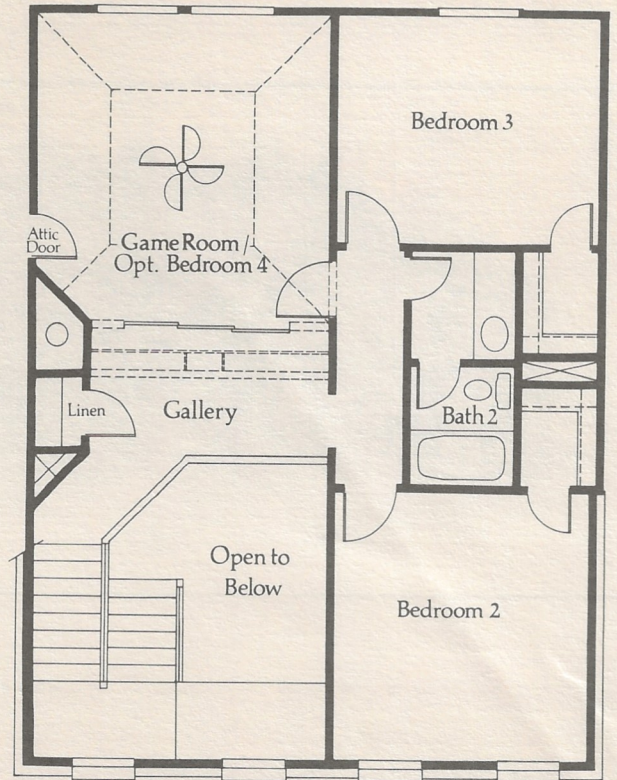 Bedroom 3
Attic
Door
Game Room /
Opt. Bedroom 4
Linen
Gallery
Bath 2
Open to
Below
Bedroom 2